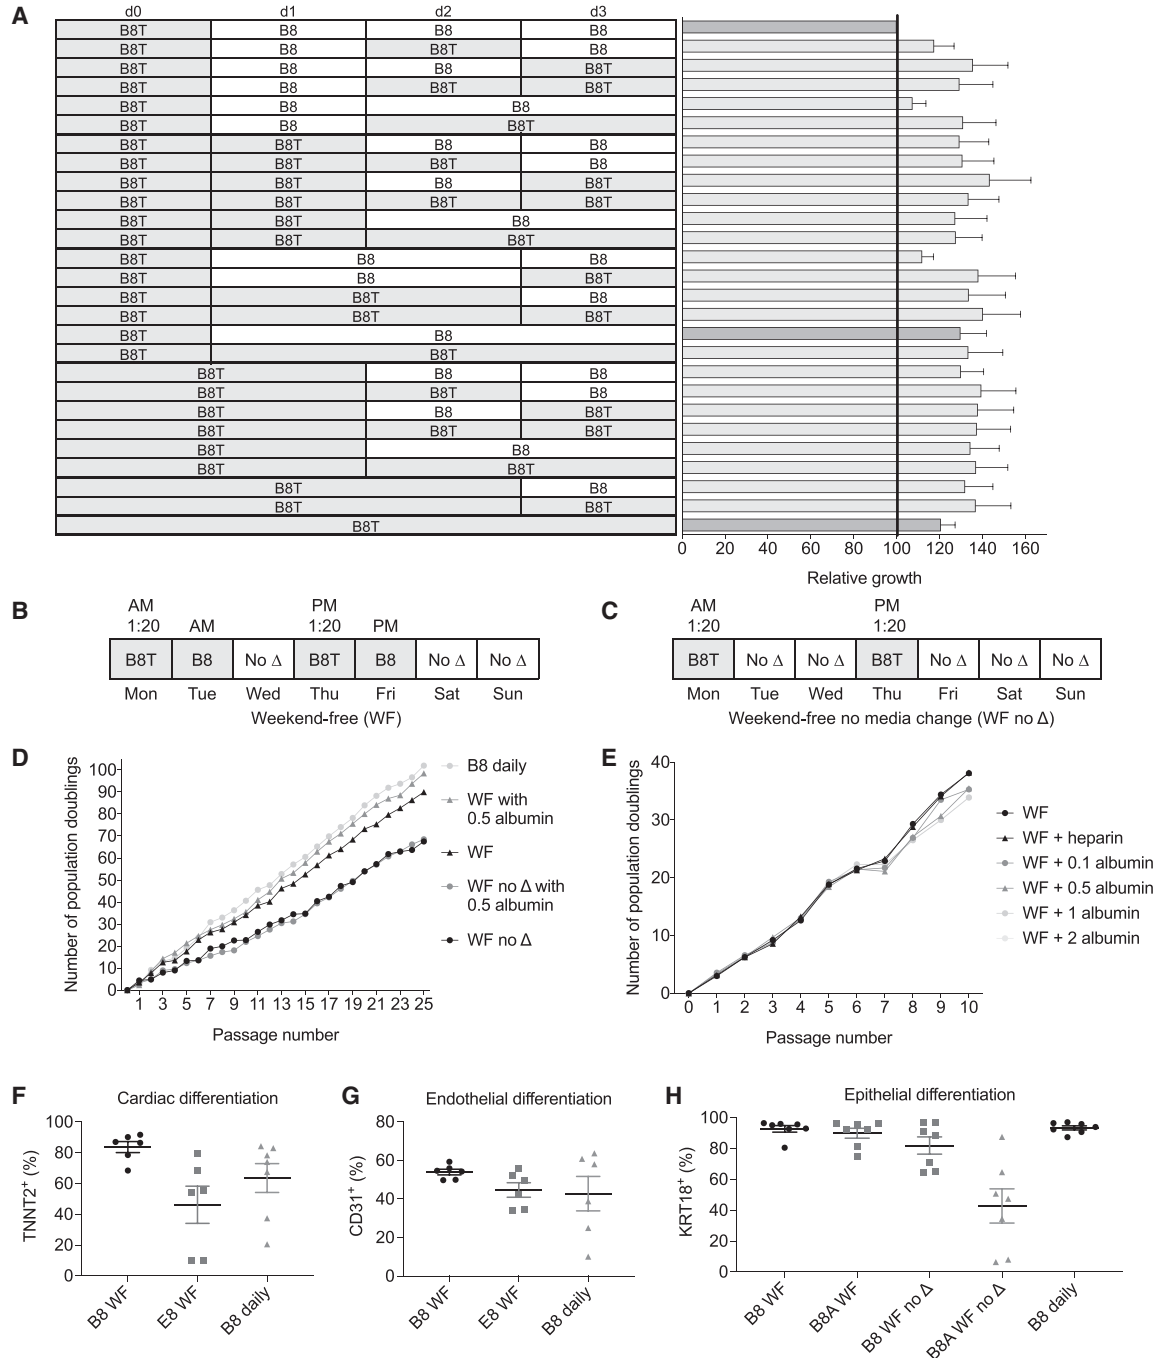 A
d0 d1 d2 d3
B8T B8 B8 B8
B8T B8 B8T B8
B8T B8 B8 B8T
B8T B8 B8T B8T
B8T B8 B8
B8T B8 B8T
B8T B8T B8 B8
B8T B8T B8T B8
B8T B8T B8 B8T
B8T B8T B8T B8T
B8T B8T B8
B8T B8T B8T
B8T B8 B8
B8T B8 B8T
B8T B8T B8
B8T B8T B8T
B8T B8
B8T B8T
B8T B8 B8
B8T B8T B8
B8T B8 B8T
B8T B8T B8T
B8T B8
B8T B8T
B8T B8
B8T B8T
B8T
0 20 40 60 80 100 120 140 160
Relative growth
B
AM PM
1:20 AM 1:20 PM
B8T B8 No Δ B8T B8 No Δ No Δ
Mon Tue Wed Thu Fri Sat Sun
Weekend-free (WF)
C
AM PM
1:20 1:20
B8T No Δ No Δ B8T No Δ No Δ No Δ
Mon Tue Wed Thu Fri Sat Sun
Weekend-free no media change (WF no Δ)
D
Number of population doublings
100
90
80
70
60
50
40
30
20
10
0
1 3 5 7 9 11 13 15 17 19 21 23 25
Passage number
B8 daily
WF with
0.5 albumin
WF
WF no Δ with
0.5 albumin
WF no Δ
E
Number of population doublings
40
30
20
10
0
0 1 2 3 4 5 6 7 8 9 10
Passage number
WF
WF + heparin
WF + 0.1 albumin
WF + 0.5 albumin
WF + 1 albumin
WF + 2 albumin
F
Cardiac differentiation
TNNT2+ (%)
100
80
60
40
20
0
B8 WF
E8 WF
B8 daily
G
Endothelial differentiation
CD31+ (%)
80
60
40
20
0
B8 WF
E8 WF
B8 daily
H
Epithelial differentiation
KRT18+ (%)
100
80
60
40
20
0
B8 WF
B8A WF
B8 WF no Δ
B8A WF no Δ
B8 daily